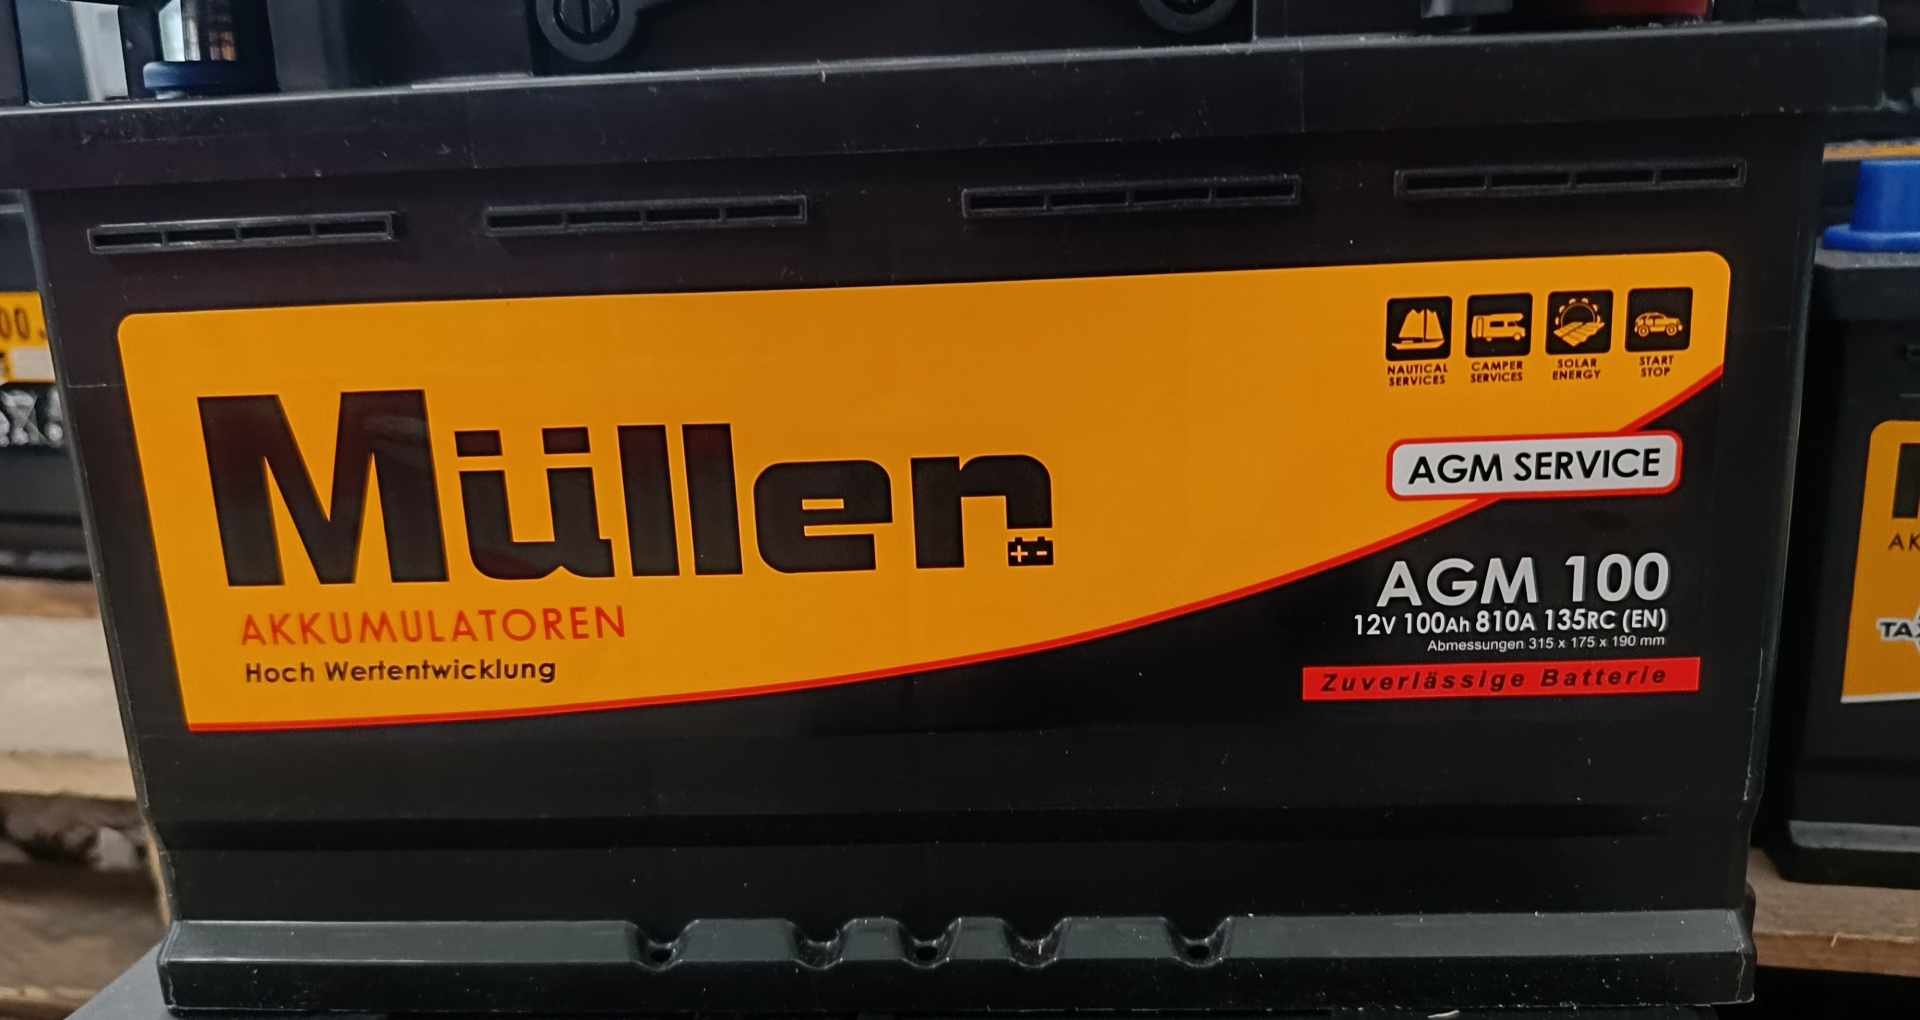 Müller
AKKUMULATOREN
Hoch Wertentwicklung
NAUTICAL
SERVICES
CAMPER
SERVICES
SOLAR
ENERGY
START
STOP
AGM SERVICE
AGM 100
12V 100Ah 810A 135RC (EN)
Abmessungen 315 x 175 x 190 mm
Zuverlässige Batterie